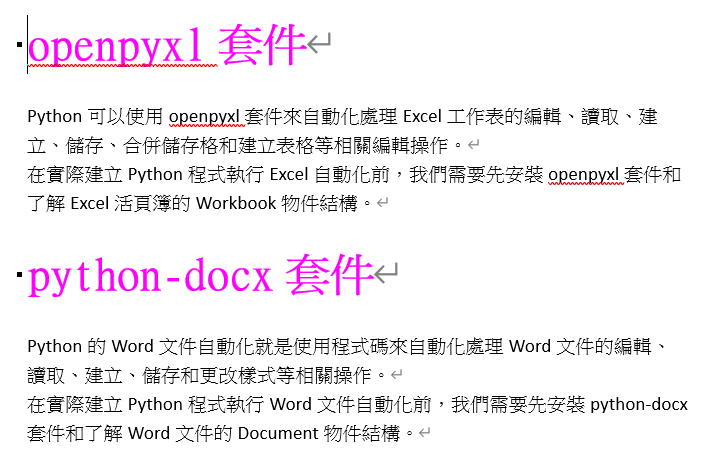 openpyxl 套件
Python 可以使用 openpyxl 套件來自動化處理 Excel 工作表的編輯、讀取、建
立、儲存、合併儲存格和建立表格等相關編輯操作。
在實際建立 Python 程式執行 Excel 自動化前，我們需要先安裝 openpyxl 套件和
了解 Excel 活頁簿的 Workbook 物件結構。
python-docx 套件
Python 的 Word 文件自動化就是使用程式碼來自動化處理 Word 文件的編輯、
讀取、建立、儲存和更改樣式等相關操作。
在實際建立 Python 程式執行 Word 文件自動化前，我們需要先安裝 python-docx
套件和了解 Word 文件的 Document 物件結構。